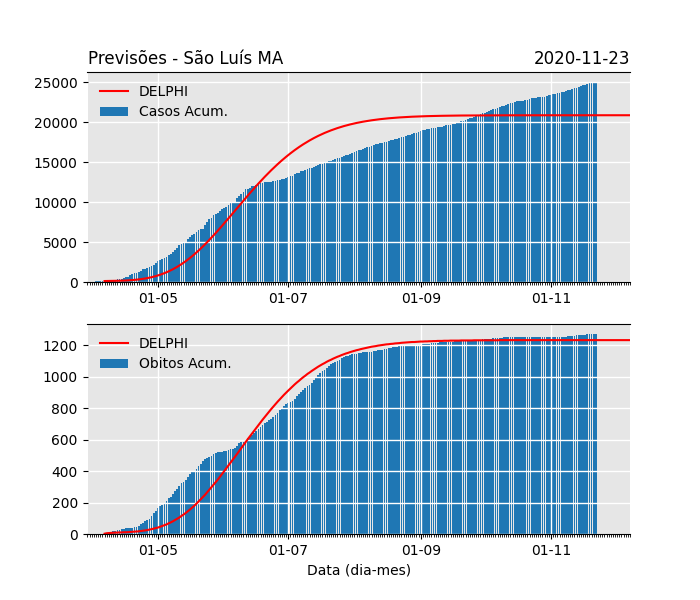 Previsões - São Luís MA 2020-11-23
DELPHI
Casos Acum.
25000
20000
15000
10000
5000
0
01-05 01-07 01-09 01-11
DELPHI
Obitos Acum.
1200
1000
800
600
400
200
0
01-05 01-07 01-09 01-11
Data (dia-mes)